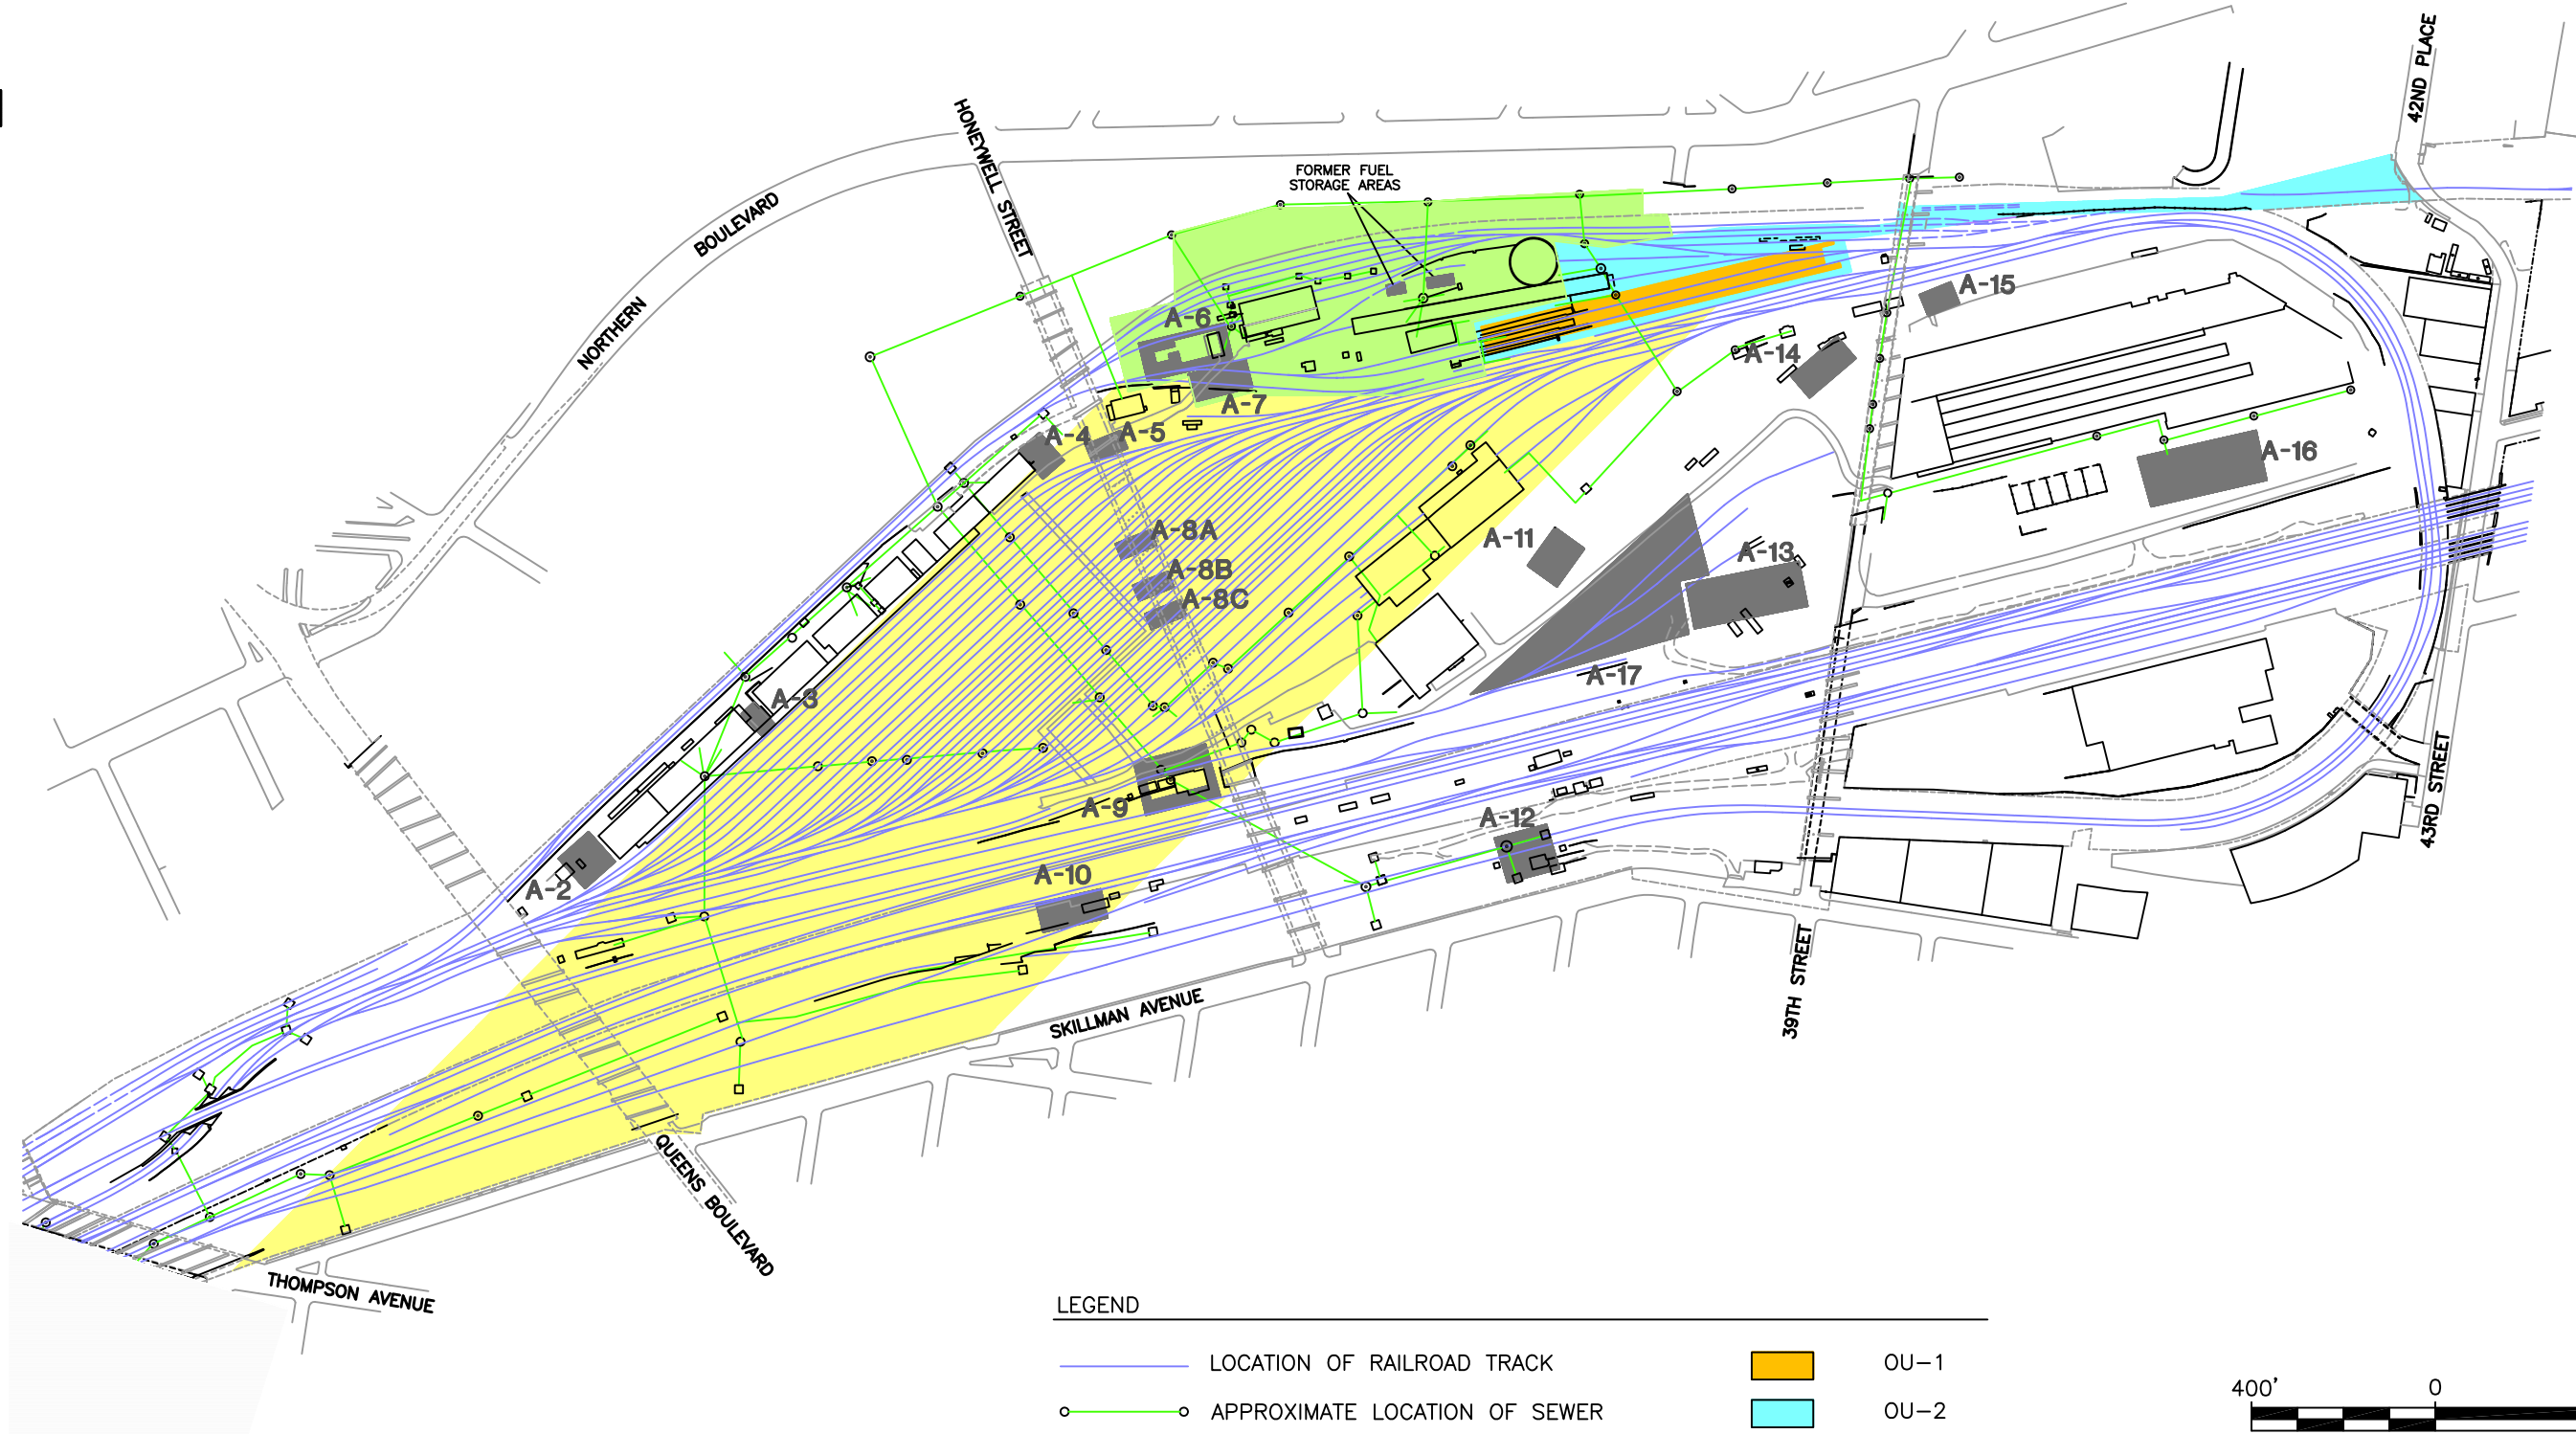 42ND PLACE
HONEYWELL STREET
FORMER FUEL
STORAGE AREAS
BOULEVARD
NORTHERN
A-15
A-6
A-14
A-7
A-4
A-5
A-16
A-8A
A-11
A-13
A-8B
A-8C
A-17
A-3
43RD STREET
A-9
A-12
A-10
A-2
39TH STREET
SKILLMAN AVENUE
QUEENS BOULEVARD
THOMPSON AVENUE
LEGEND
LOCATION OF RAILROAD TRACK
OU-1
APPROXIMATE LOCATION OF SEWER
OU-2
400'
0